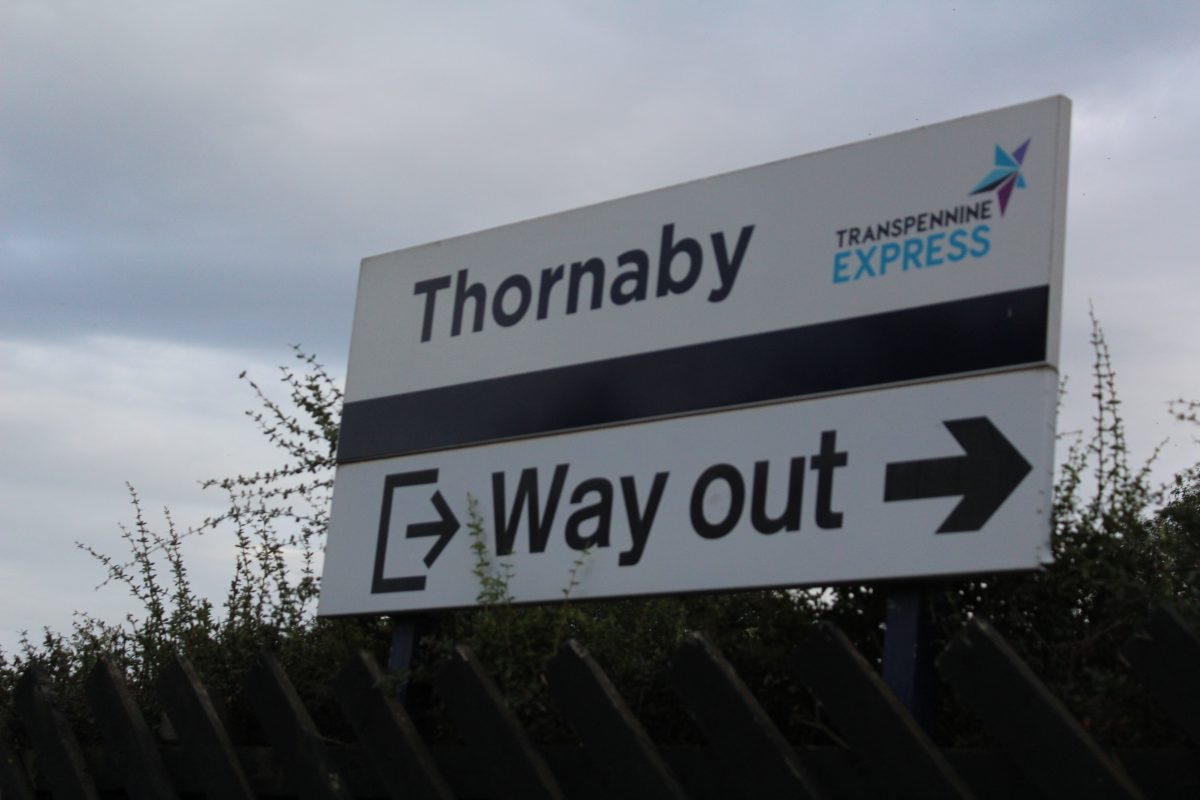 Thornaby
TRANSPENNINE
EXPRESS
Way out